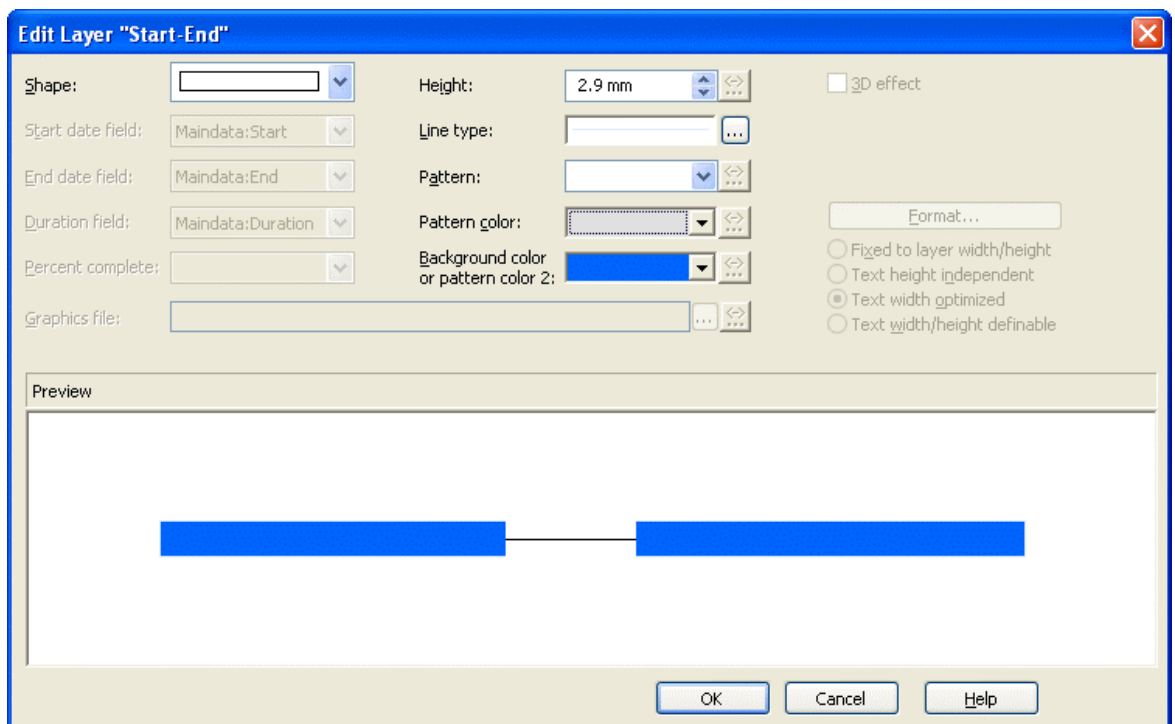 Edit Layer "Start-End"
Shape:
Height:
2.9 mm
3D effect
Start date field:
Maindata:Start
Line type:
...
End date field:
Maindata:End
Pattern:
Duration field:
Maindata:Duration
Pattern color:
Format...
Percent complete:
Background color
or pattern color 2:
Fixed to layer width/height
Text height independent
Text width optimized
Text width/height definable
Graphics file:
...
Preview
OK
Cancel
Help